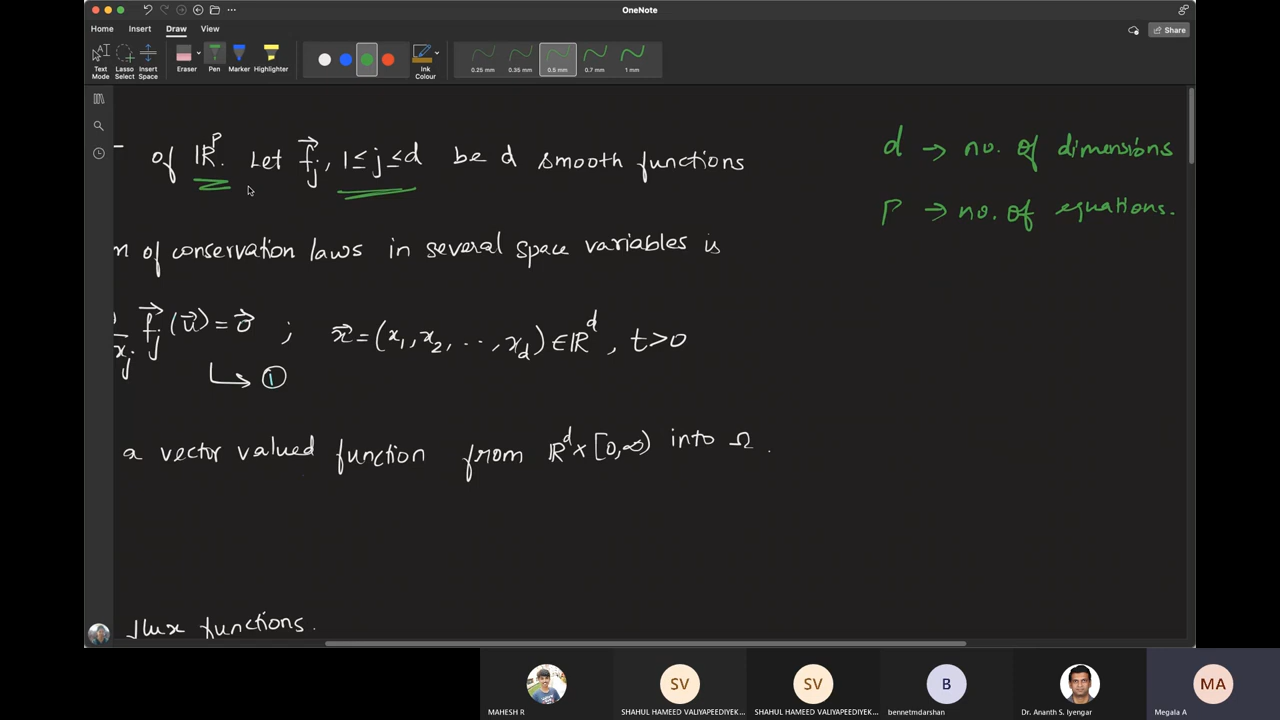 OneNote
Home Insert Draw View
Share
Text Mode
Lasso Select
Insert Space
Eraser
Pen
Marker
Highlighter
Ink Colour
0.25 mm
0.35 mm
0.5 mm
0.7 mm
1 mm
of ℝᵖ. Let f⃗ⱼ, 1≤j≤d be d smooth functions
d → no. of dimensions
P → no. of equations.
of conservation laws in several space variables is
xⱼ f⃗ⱼ(u⃗)=0⃗ ; x⃗=(x₁,x₂,..,x_d)∈ℝᵈ, t>0
↳ ①
a vector valued function from ℝᵈ×[0,∞) into Ω.
flux functions.
SV
SV
B
MA
MAHESH R
SHAHUL HAMEED VALIYAPEEDIYEK...
SHAHUL HAMEED VALIYAPEEDIYEK...
bennetmdarshan
Dr. Ananth S. Iyengar
Megala A